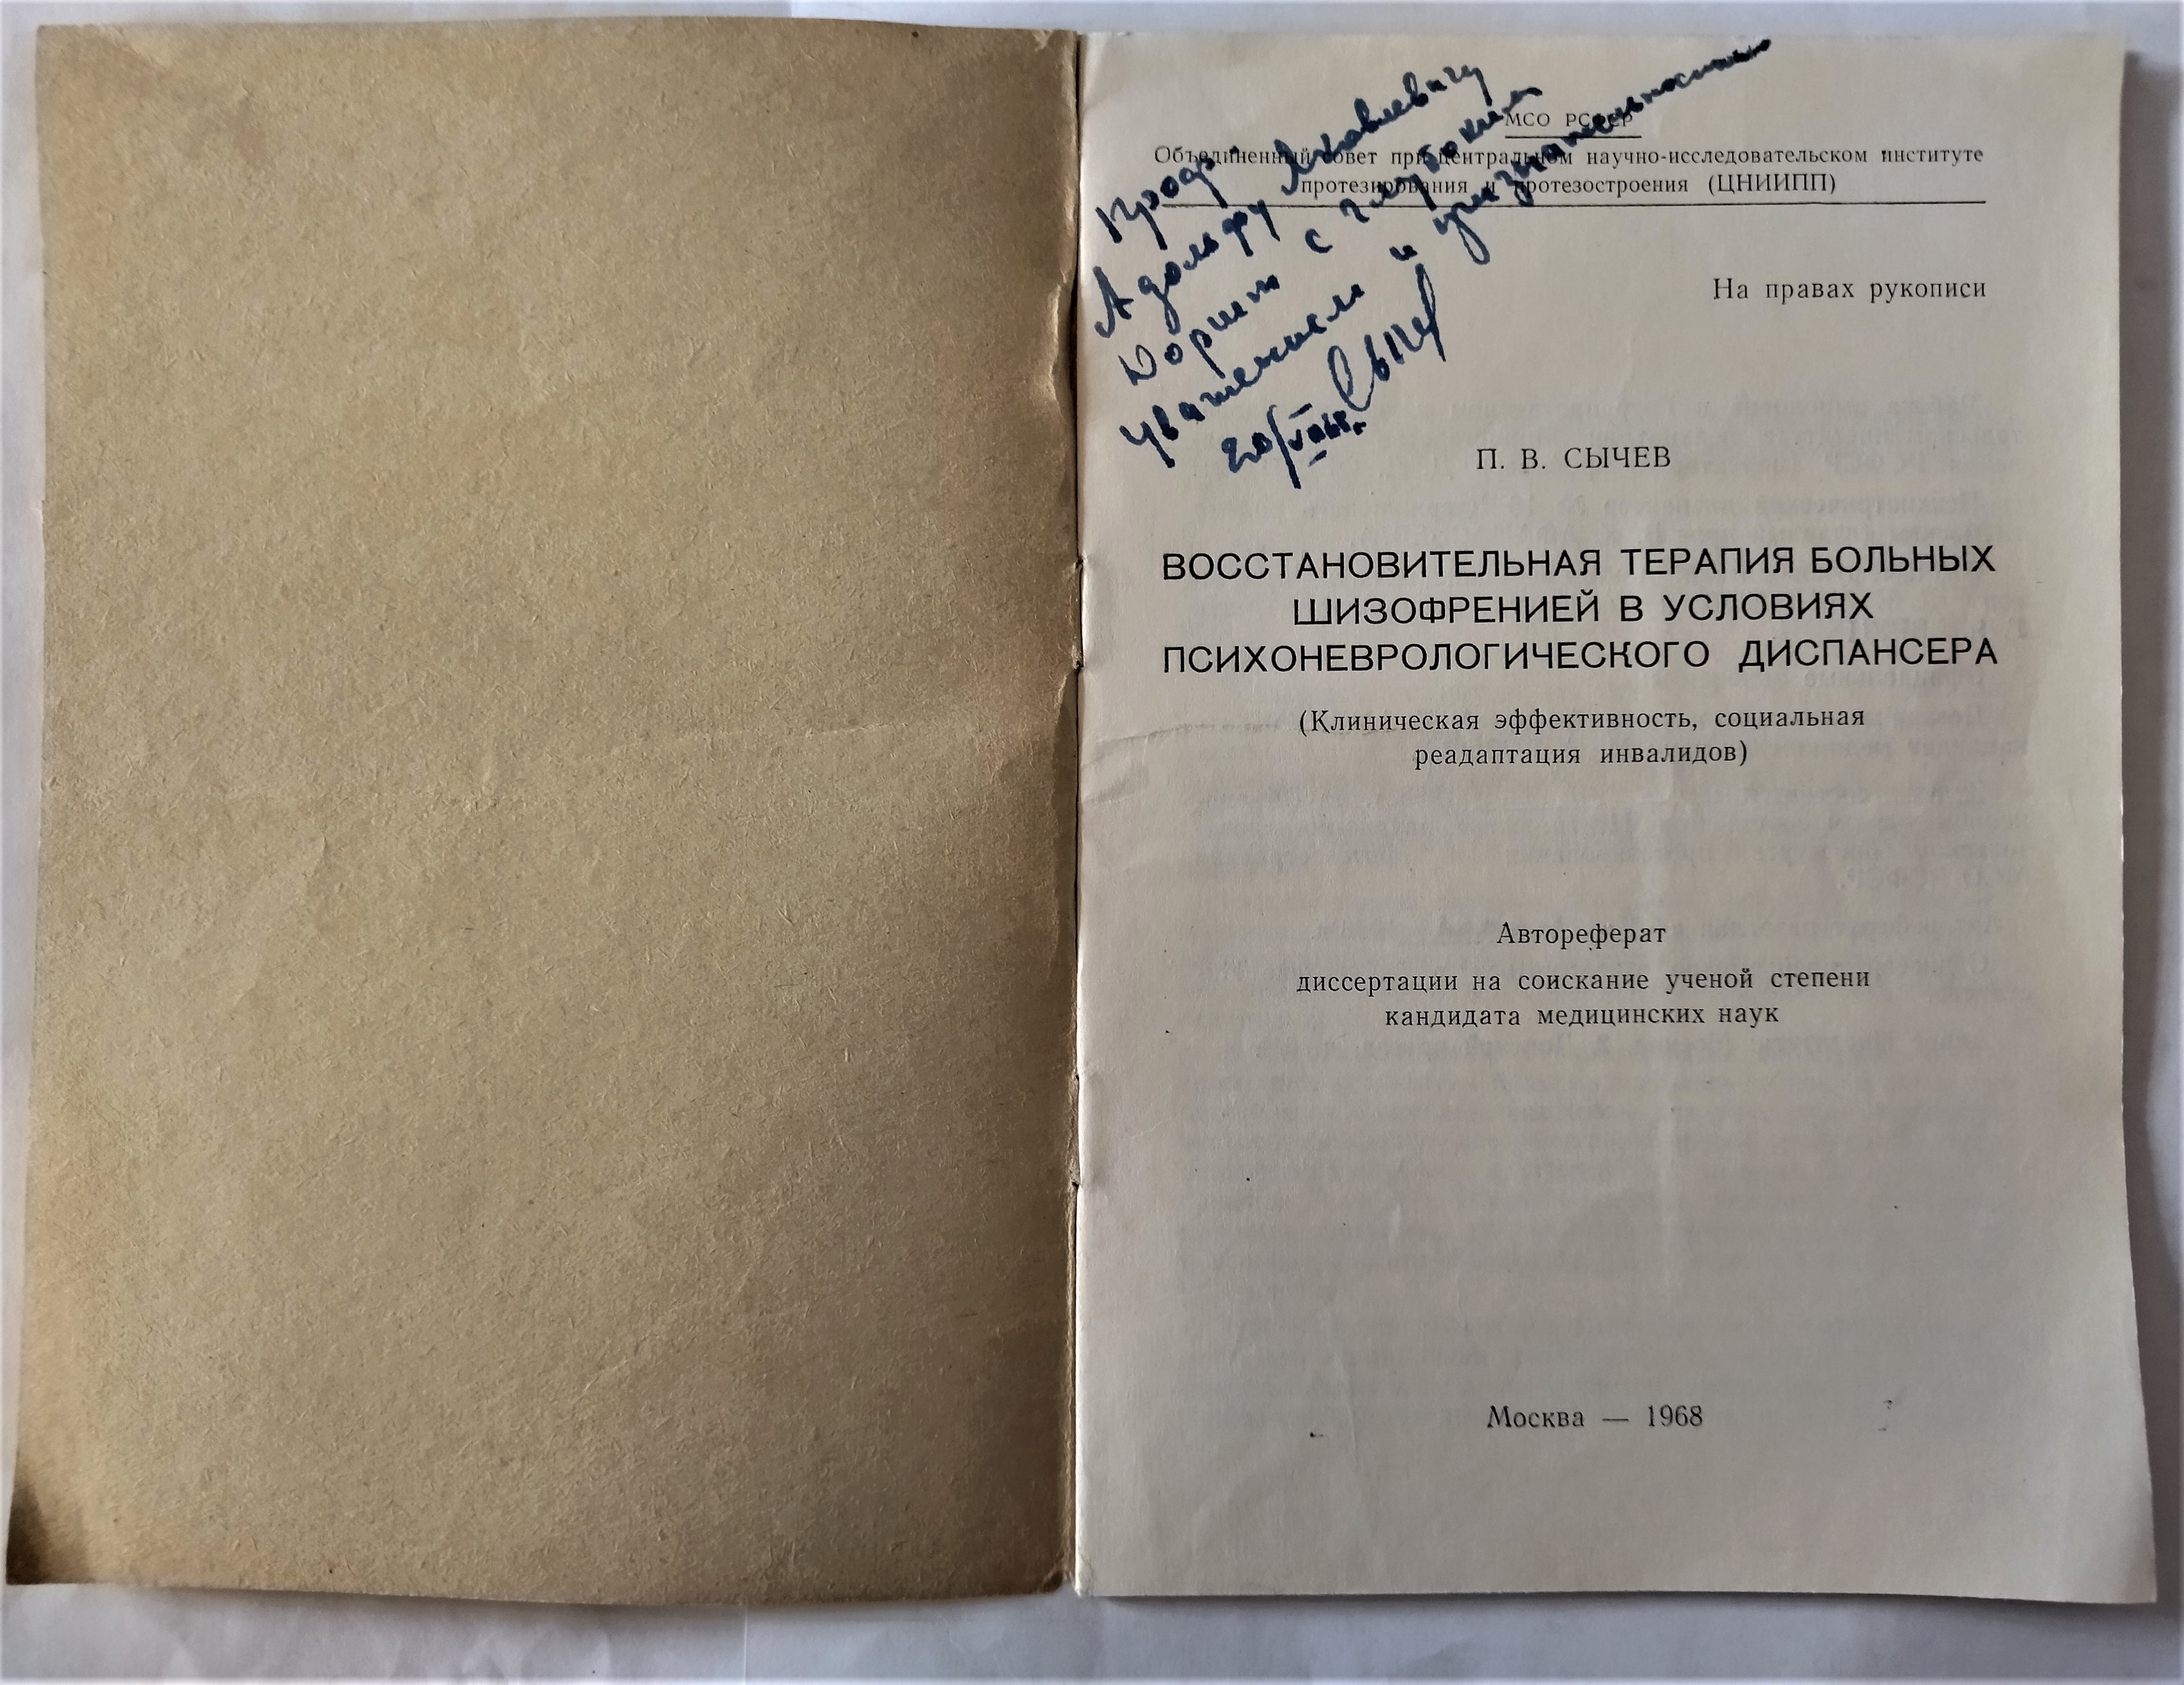 Проф.
Адольфу Яковлевичу
с глубоким
уважением и признательностью
Сычев
МСО РСФСР
Объединенный совет при центральном научно-исследовательском институте
протезирования и протезостроения (ЦНИИПП)
На правах рукописи
П. В. СЫЧЕВ
ВОССТАНОВИТЕЛЬНАЯ ТЕРАПИЯ БОЛЬНЫХ
ШИЗОФРЕНИЕЙ В УСЛОВИЯХ
ПСИХОНЕВРОЛОГИЧЕСКОГО ДИСПАНСЕРА
(Клиническая эффективность, социальная
реадаптация инвалидов)
Автореферат
диссертации на соискание ученой степени
кандидата медицинских наук
Москва — 1968